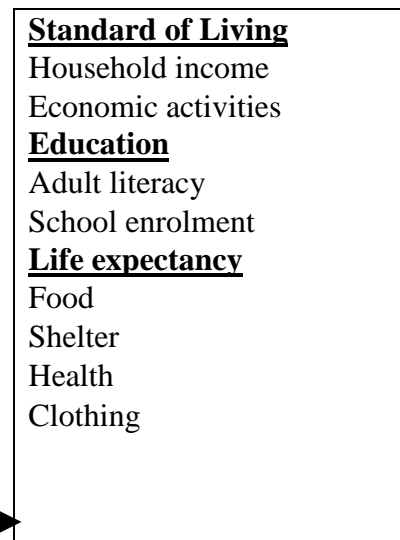 Standard of Living
Household income
Economic activities
Education
Adult literacy
School enrolment
Life expectancy
Food
Shelter
Health
Clothing